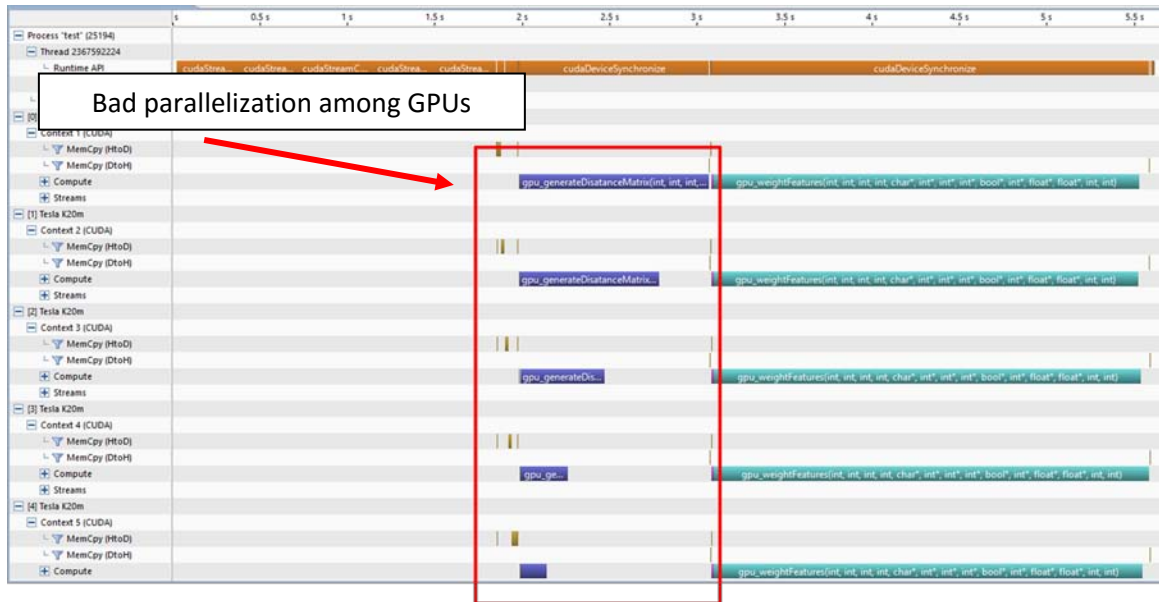 s 0.5 s 1 s 1.5 s 2 s 2.5 s 3 s 3.5 s 4 s 4.5 s 5 s 5.5 s
Process "test" (25194)
Thread 2367592224
Runtime API cudaStrea... cudaStrea... cudaStreamC... cudaStrea... cudaStrea... cudaDeviceSynchronize cudaDeviceSynchronize
Bad parallelization among GPUs
[0]
Context 1 (CUDA)
MemCpy (HtoD)
MemCpy (DtoH)
Compute gpu_generateDisatanceMatrix(int, int, int,... gpu_weightFeatures(int, int, int, int, char*, int*, int*, int*, bool*, int*, float*, float*, int, int)
Streams
[1] Tesla K20m
Context 2 (CUDA)
MemCpy (HtoD)
MemCpy (DtoH)
Compute gpu_generateDisatanceMatrix... gpu_weightFeatures(int, int, int, int, char*, int*, int*, int*, bool*, int*, float*, float*, int, int)
Streams
[2] Tesla K20m
Context 3 (CUDA)
MemCpy (HtoD)
MemCpy (DtoH)
Compute gpu_generateDis... gpu_weightFeatures(int, int, int, int, char*, int*, int*, int*, bool*, int*, float*, float*, int, int)
Streams
[3] Tesla K20m
Context 4 (CUDA)
MemCpy (HtoD)
MemCpy (DtoH)
Compute gpu_ge... gpu_weightFeatures(int, int, int, int, char*, int*, int*, int*, bool*, int*, float*, float*, int, int)
Streams
[4] Tesla K20m
Context 5 (CUDA)
MemCpy (HtoD)
MemCpy (DtoH)
Compute gpu_weightFeatures(int, int, int, int, char*, int*, int*, int*, bool*, int*, float*, float*, int, int)